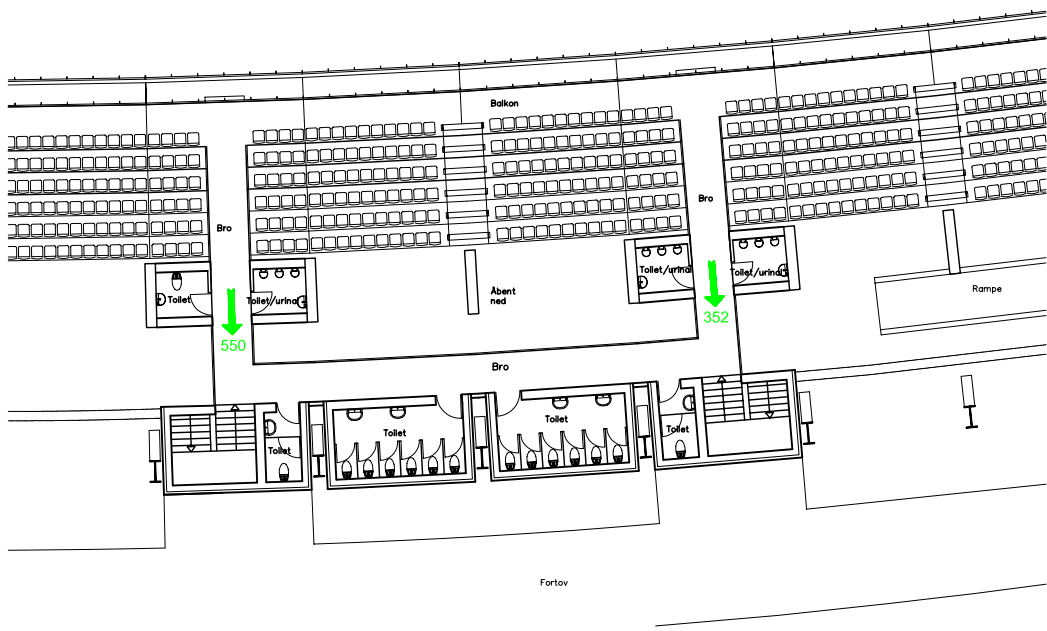 Balkon
Bro
Bro
Toilet
Toilet/urinal
Toilet/urinal
Toilet/urinal
Åbent
ned
Rampe
550
352
Bro
Toilet
Toilet
Toilet
Toilet
Fortov